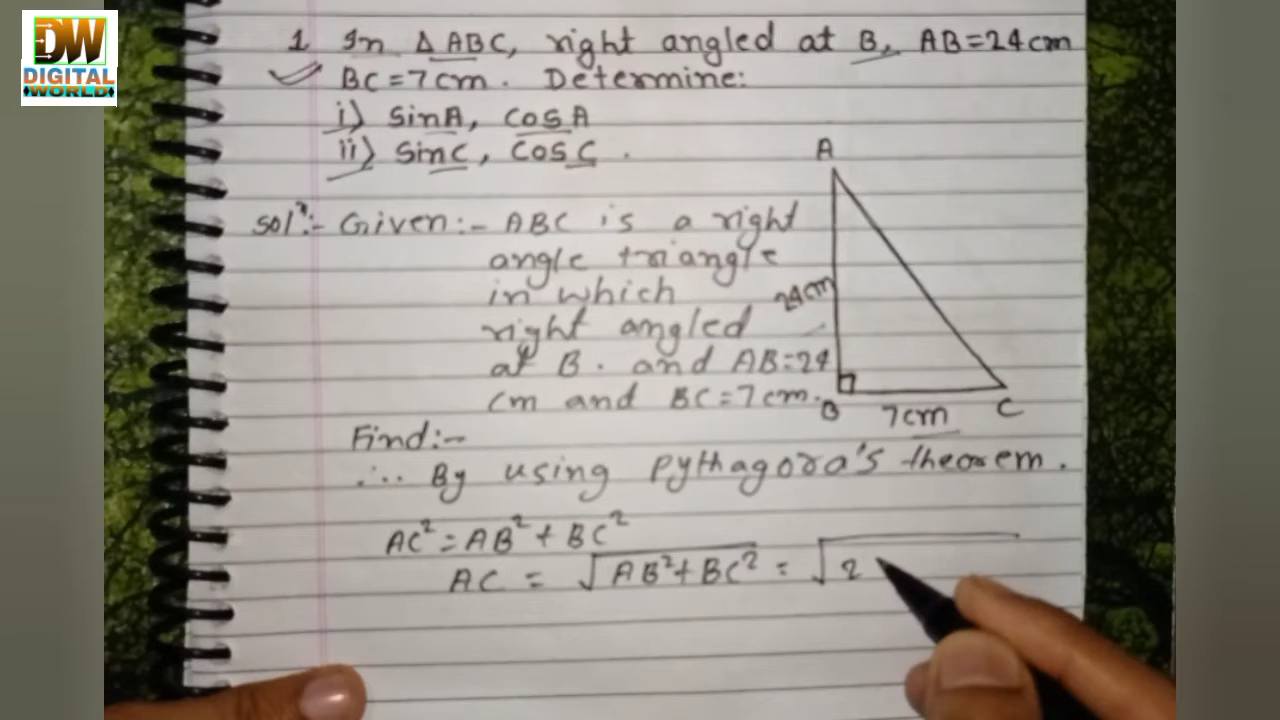 DW
DIGITAL
WORLD
1 In Δ ABC, right angled at B, AB=24cm
BC=7cm. Determine:
i) SinA, COSA
ii) SinC, COSC.
Solⁿ:- Given:- ABC is a right
angle triangle
in which
right angled
at B. and AB=24
cm and BC=7cm.
A
24cm
B
7cm
C
Find:-
∴ By using pythagora's theorem.
AC²=AB²+BC²
AC = √AB²+BC² = √2